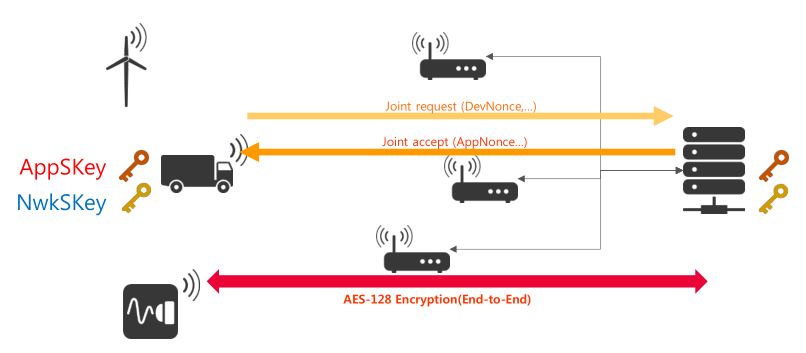 Joint request (DevNonce,...)
Joint accept (AppNonce...)
AppSKey
NwkSKey
AES-128 Encryption(End-to-End)